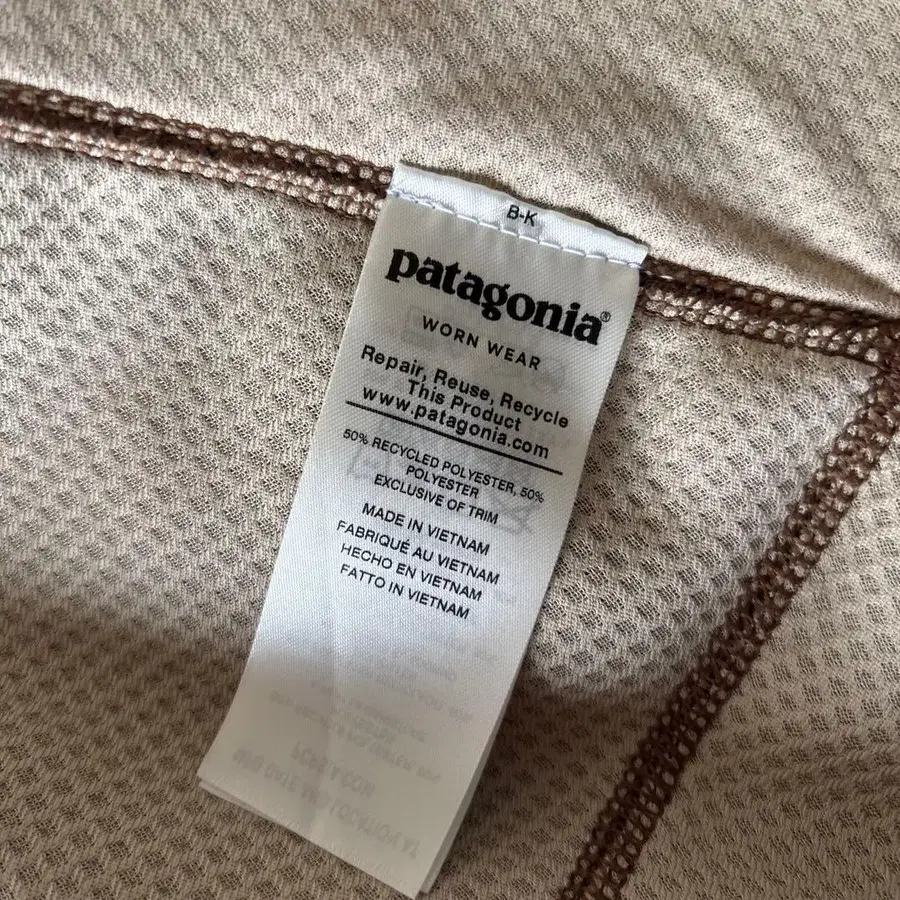 B-K
patagonia®
WORN WEAR
Repair, Reuse, Recycle
This Product
www.patagonia.com
50% RECYCLED POLYESTER, 50%
POLYESTER
EXCLUSIVE OF TRIM
MADE IN VIETNAM
FABRIQUÉ AU VIETNAM
HECHO EN VIETNAM
FATTO IN VIETNAM